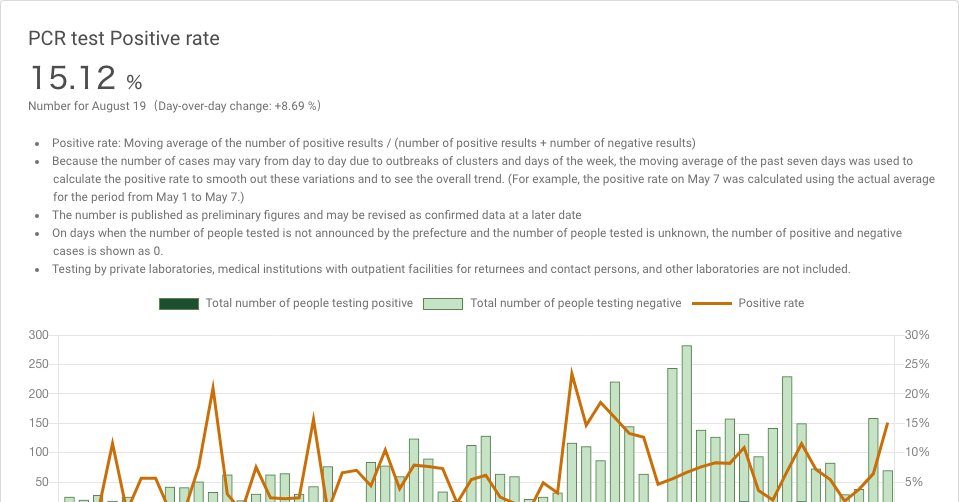 PCR test Positive rate
15.12 %
Number for August 19 (Day-over-day change: +8.69 %)
• Positive rate: Moving average of the number of positive results / (number of positive results + number of negative results)
• Because the number of cases may vary from day to day due to outbreaks of clusters and days of the week, the moving average of the past seven days was used to
calculate the positive rate to smooth out these variations and to see the overall trend. (For example, the positive rate on May 7 was calculated using the actual average
for the period from May 1 to May 7.)
• The number is published as preliminary figures and may be revised as confirmed data at a later date
• On days when the number of people tested is not announced by the prefecture and the number of people tested is unknown, the number of positive and negative
cases is shown as 0.
• Testing by private laboratories, medical institutions with outpatient facilities for returnees and contact persons, and other laboratories are not included.
Total number of people testing positive Total number of people testing negative Positive rate
300 30%
250 25%
200 20%
150 15%
100 10%
50 5%